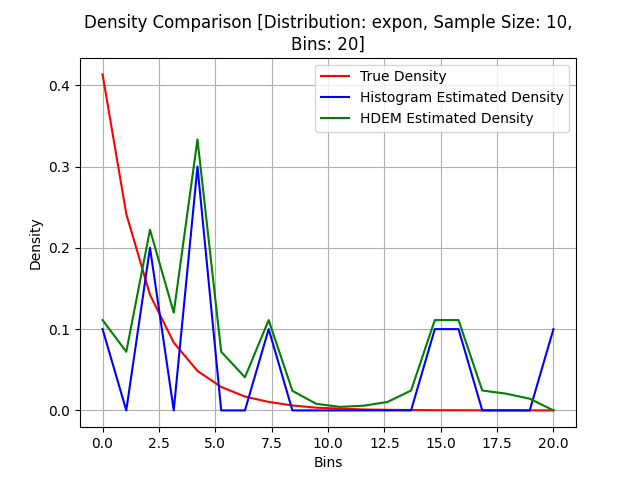 Density Comparison [Distribution: expon, Sample Size: 10,
Bins: 20]
True Density
Histogram Estimated Density
HDEM Estimated Density
Density
0.4
0.3
0.2
0.1
0.0
0.0 2.5 5.0 7.5 10.0 12.5 15.0 17.5 20.0
Bins